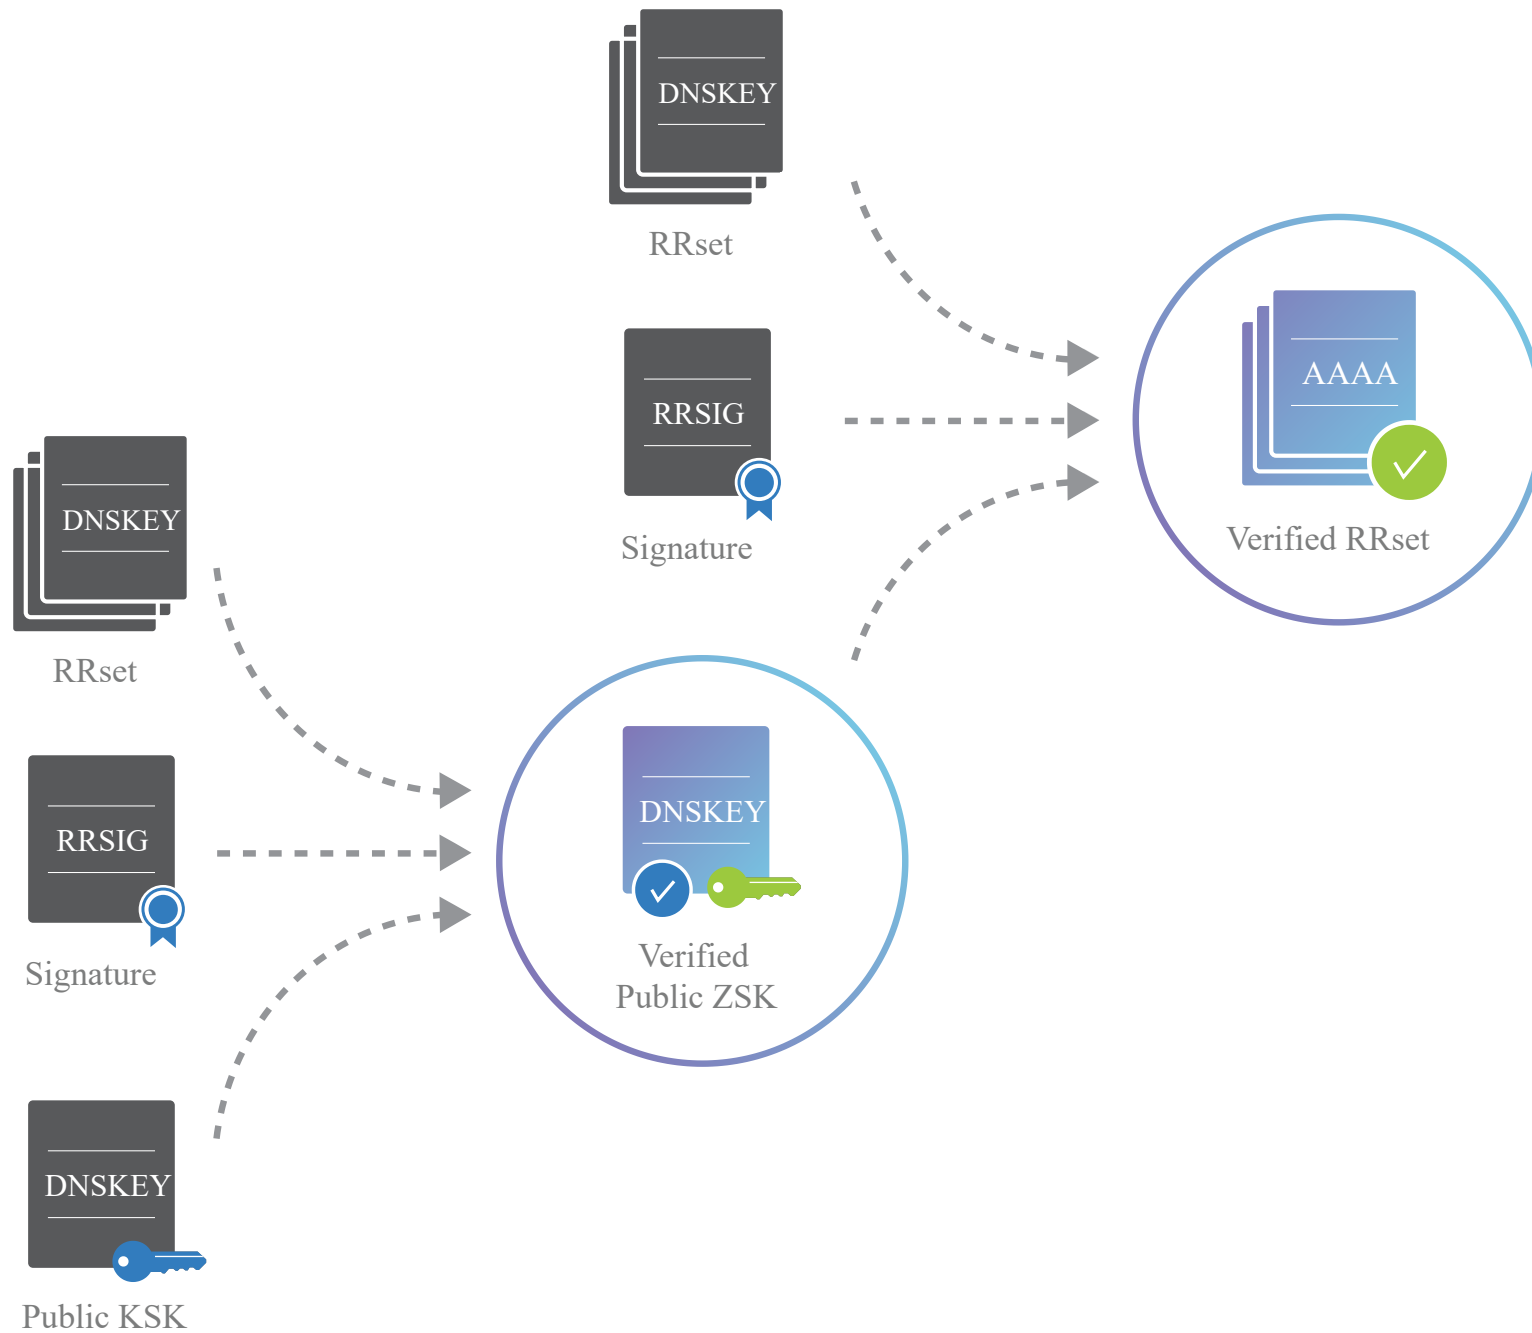 DNSKEY
RRset
RRSIG
Signature
AAAA
Verified RRset
DNSKEY
RRset
RRSIG
Signature
DNSKEY
Verified
Public ZSK
DNSKEY
Public KSK